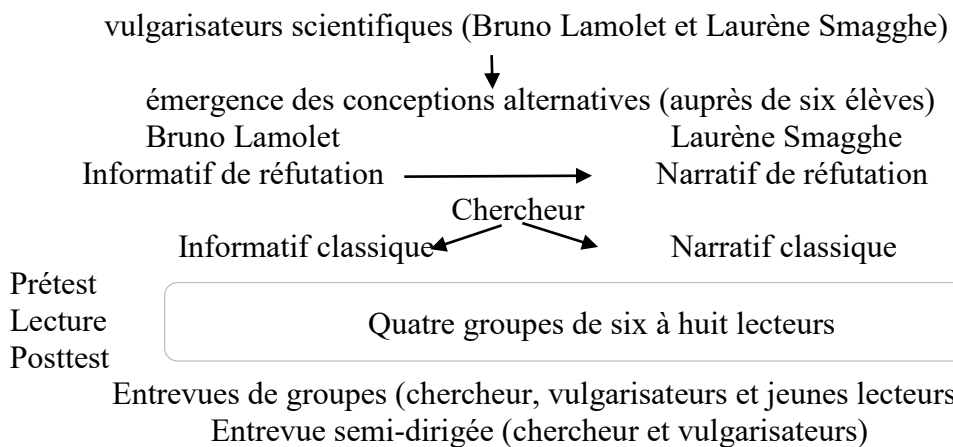 vulgarisateurs scientifiques (Bruno Lamolet et Laurène Smagghe)
émergence des conceptions alternatives (auprès de six élèves)
Bruno Lamolet Laurène Smagghe
Informatif de réfutation Narratif de réfutation
Chercheur
Informatif classique Narratif classique
Prétest
Lecture Quatre groupes de six à huit lecteurs
Posttest
Entrevues de groupes (chercheur, vulgarisateurs et jeunes lecteurs
Entrevue semi-dirigée (chercheur et vulgarisateurs)